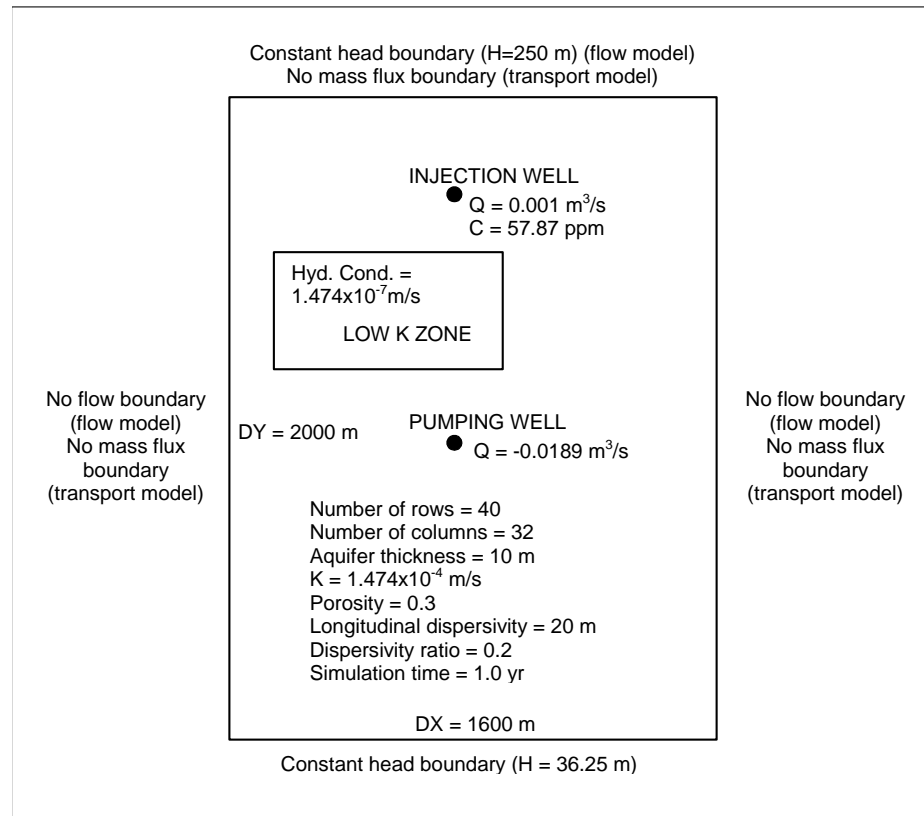 Constant head boundary (H=250 m) (flow model)
No mass flux boundary (transport model)
INJECTION WELL
Q = 0.001 m³/s
C = 57.87 ppm
Hyd. Cond. =
1.474x10⁻⁷m/s
LOW K ZONE
No flow boundary
(flow model)
No mass flux
boundary
(transport model)
DY = 2000 m
PUMPING WELL
Q = -0.0189 m³/s
No flow boundary
(flow model)
No mass flux
boundary
(transport model)
Number of rows = 40
Number of columns = 32
Aquifer thickness = 10 m
K = 1.474x10⁻⁴ m/s
Porosity = 0.3
Longitudinal dispersivity = 20 m
Dispersivity ratio = 0.2
Simulation time = 1.0 yr
DX = 1600 m
Constant head boundary (H = 36.25 m)